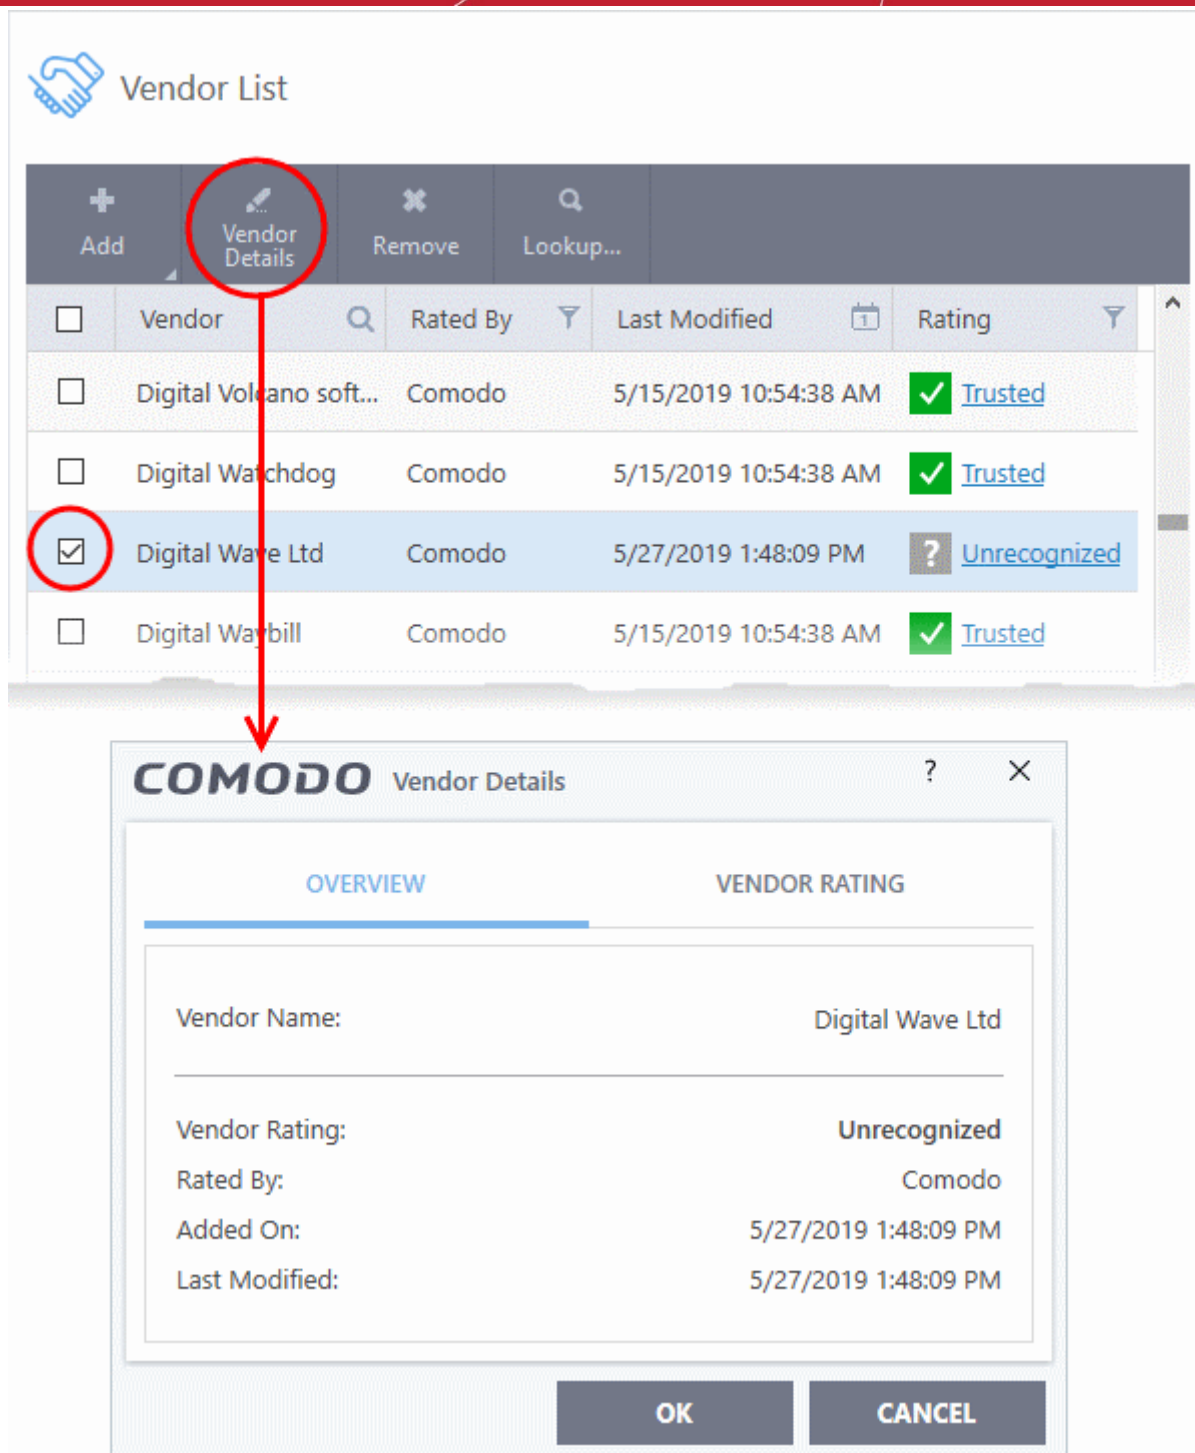 Vendor List
Add
Vendor
Details
Remove
Lookup...
Vendor Rated By Last Modified 1 Rating
Digital Volcano soft... Comodo 5/15/2019 10:54:38 AM Trusted
Digital Watchdog Comodo 5/15/2019 10:54:38 AM Trusted
Digital Wave Ltd Comodo 5/27/2019 1:48:09 PM ? Unrecognized
Digital Waybill Comodo 5/15/2019 10:54:38 AM Trusted
COMODO Vendor Details ?
OVERVIEW VENDOR RATING
Vendor Name: Digital Wave Ltd
Vendor Rating: Unrecognized
Rated By: Comodo
Added On: 5/27/2019 1:48:09 PM
Last Modified: 5/27/2019 1:48:09 PM
OK CANCEL